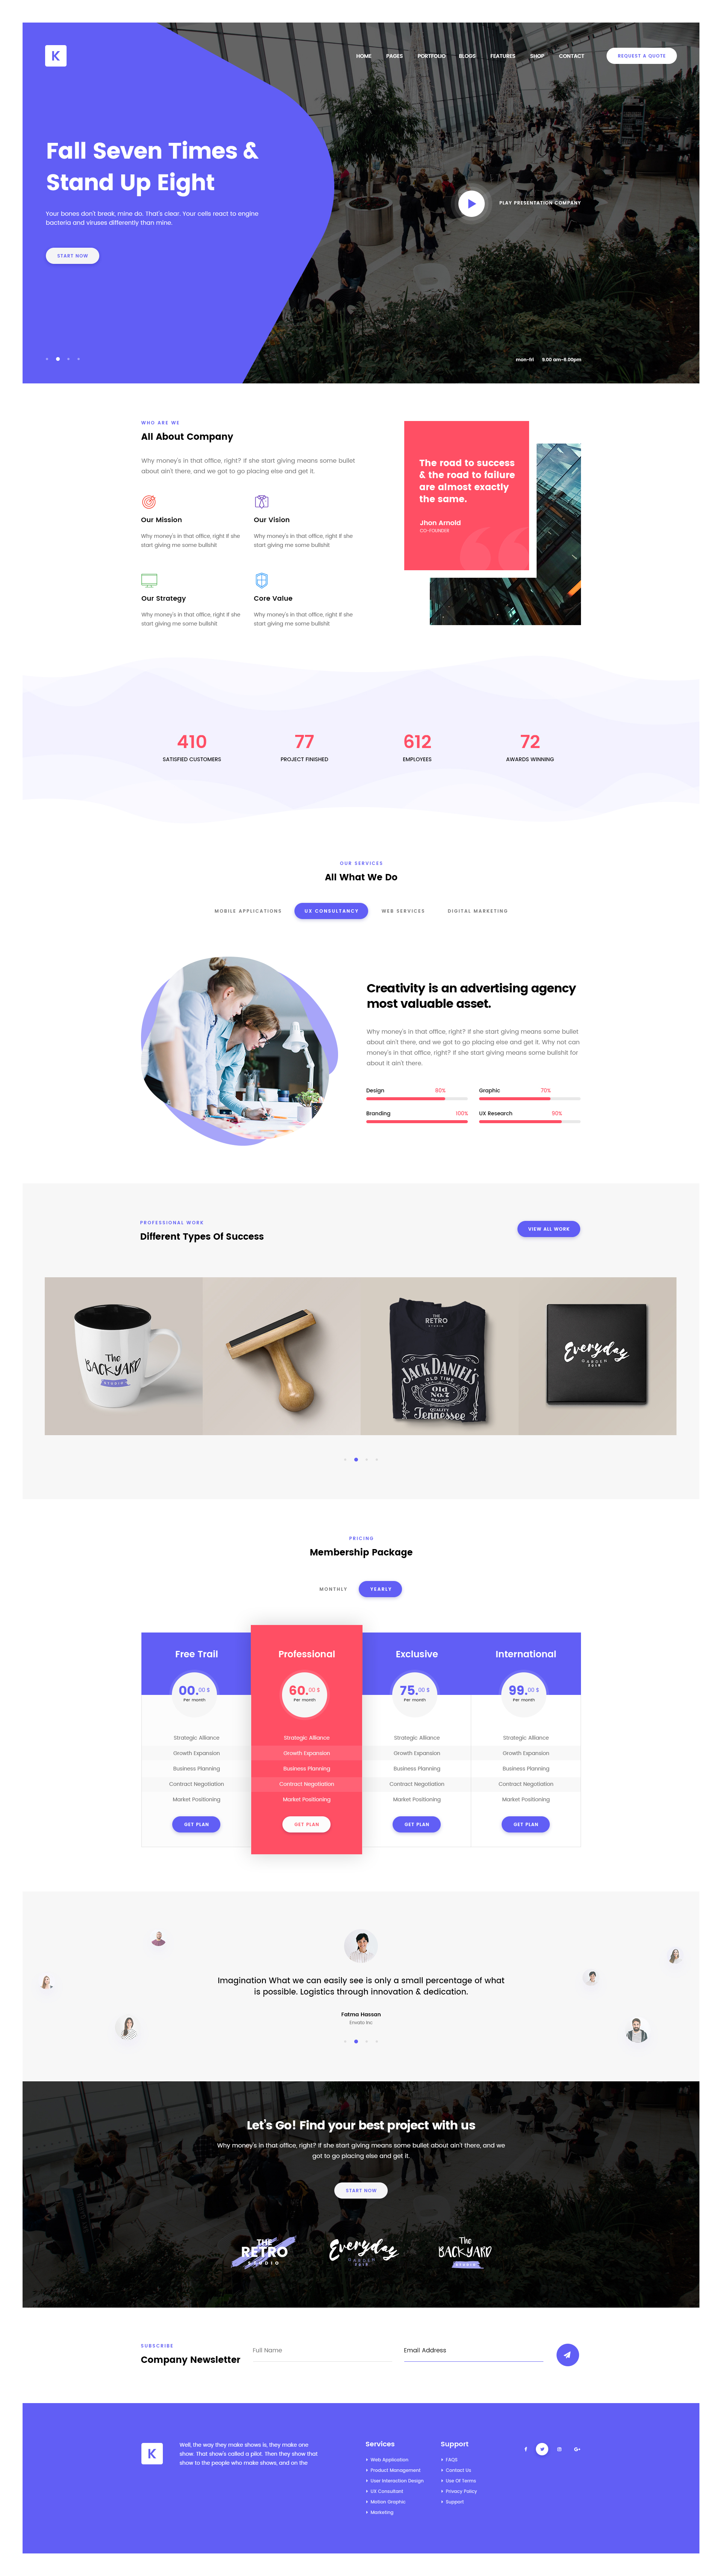 K
HOME PAGES PORTFOLIO BLOGS FEATURES SHOP CONTACT REQUEST A QUOTE
Fall Seven Times &
Stand Up Eight
Your bones don't break, mine do. That's clear. Your cells react to engine
bacteria and viruses differently than mine.
START NOW
PLAY PRESENTATION COMPANY
mon-fri 9.00 am-6.00pm
WHO ARE WE
All About Company
Why money's in that office, right? If she start giving means some bullet
about ain't there, and we got to go placing else and get it.
Our Mission
Why money's in that office, right if she
start giving me some bullshit
Our Vision
Why money's in that office, right if she
start giving me some bullshit
Our Strategy
Why money's in that office, right if she
start giving me some bullshit
Core Value
Why money's in that office, right if she
start giving me some bullshit
The road to success
& the road to failure
are almost exactly
the same.
Jhon Arnold
CO-FOUNDER
410
SATISFIED CUSTOMERS
77
PROJECT FINISHED
612
EMPLOYEES
72
AWARDS WINNING
OUR SERVICES
All What We Do
MOBILE APPLICATIONS UX CONSULTANCY WEB SERVICES DIGITAL MARKETING
Creativity is an advertising agency
most valuable asset.
Why money's in that office, right? If she start giving means some bullet
about ain't there, and we got to go placing else and get it. Why not can
money's in that office, right? If she start giving means some bullshit for
about it ain't there.
Design 80%
Graphic 70%
Branding 100%
UX Research 90%
PROFESSIONAL WORK
Different Types Of Success
VIEW ALL WORK
The
BACKYARD
STUDIO
THE
RETRO
STUDIO
JACK DANIEL'S
OLD TIME
Old
No.7
BRAND
QUALITY
Tennessee
Everyday
GARDEN
2018
PRICING
Membership Package
MONTHLY YEARLY
Free Trail
00.00 $
Per month
Strategic Alliance
Growth Expansion
Business Planning
Contract Negotiation
Market Positioning
GET PLAN
Professional
60.00 $
Per month
Strategic Alliance
Growth Expansion
Business Planning
Contract Negotiation
Market Positioning
GET PLAN
Exclusive
75.00 $
Per month
Strategic Alliance
Growth Expansion
Business Planning
Contract Negotiation
Market Positioning
GET PLAN
International
99.00 $
Per month
Strategic Alliance
Growth Expansion
Business Planning
Contract Negotiation
Market Positioning
GET PLAN
Imagination What we can easily see is only a small percentage of what
is possible. Logistics through innovation & dedication.
Fatma Hassan
Envato Inc
Let's Go! Find your best project with us
Why money's in that office, right? If she start giving means some bullet about ain't there, and we
got to go placing else and get it.
START NOW
THE
RETRO
STUDIO
Everyday
GARDEN
2018
The
BACKYARD
STUDIO
SUBSCRIBE
Company Newsletter
Full Name
Email Address
K
Well, the way they make shows is, they make one
show. That show's called a pilot. Then they show that
show to the people who make shows, and on the
Services
Web Application
Product Management
User Interaction Design
UX Consultant
Motion Graphic
Marketing
Support
FAQS
Contact Us
Use Of Terms
Privacy Policy
Support
f
G+